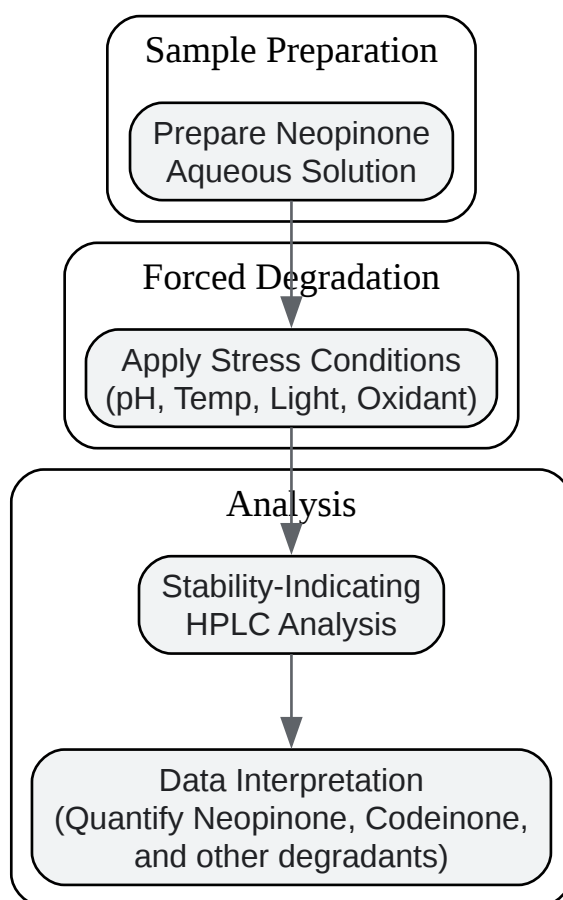 Sample Preparation
Prepare Neopinone
Aqueous Solution
Forced Degradation
Apply Stress Conditions
(pH, Temp, Light, Oxidant)
Analysis
Stability-Indicating
HPLC Analysis
Data Interpretation
(Quantify Neopinone, Codeinone,
and other degradants)